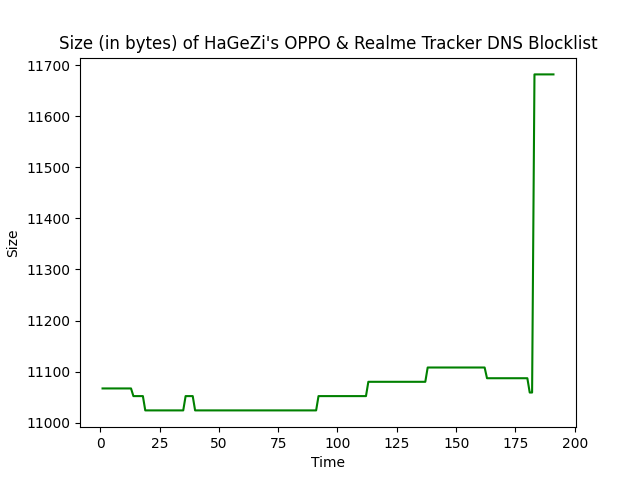 Size (in bytes) of HaGeZi's OPPO & Realme Tracker DNS Blocklist
11700
11600
11500
11400
11300
11200
11100
11000
Size
0 25 50 75 100 125 150 175 200
Time